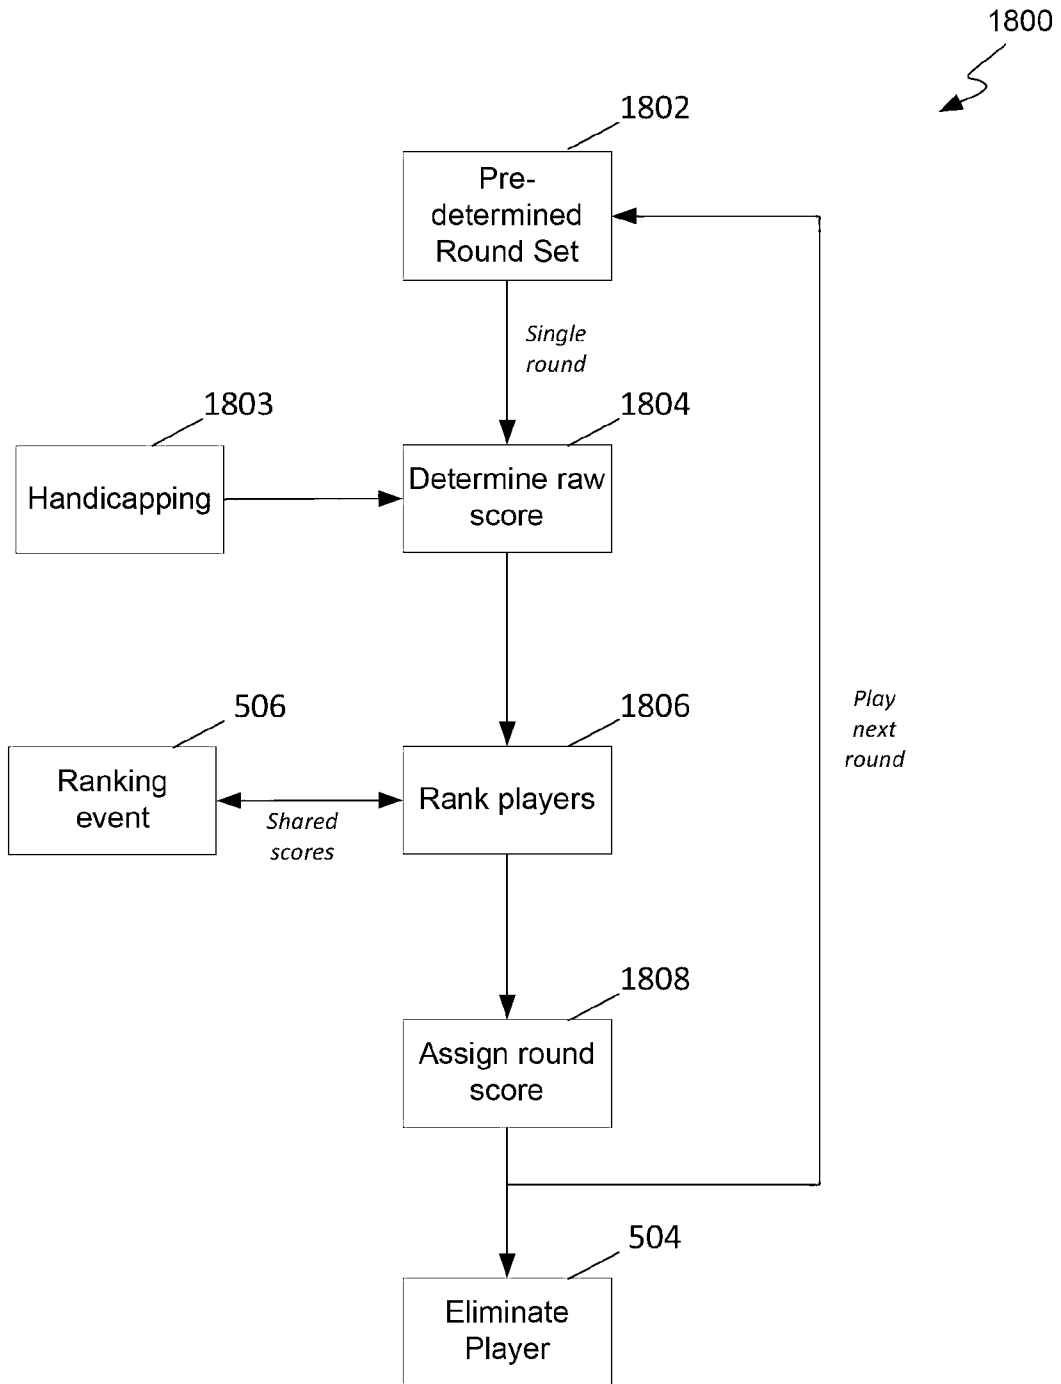 1800
1802
Pre-
determined
Round Set
Single
round
1803
1804
Handicapping
Determine raw
score
506
1806
Play
next
round
Ranking
event
Shared
scores
Rank players
1808
Assign round
score
504
Eliminate
Player